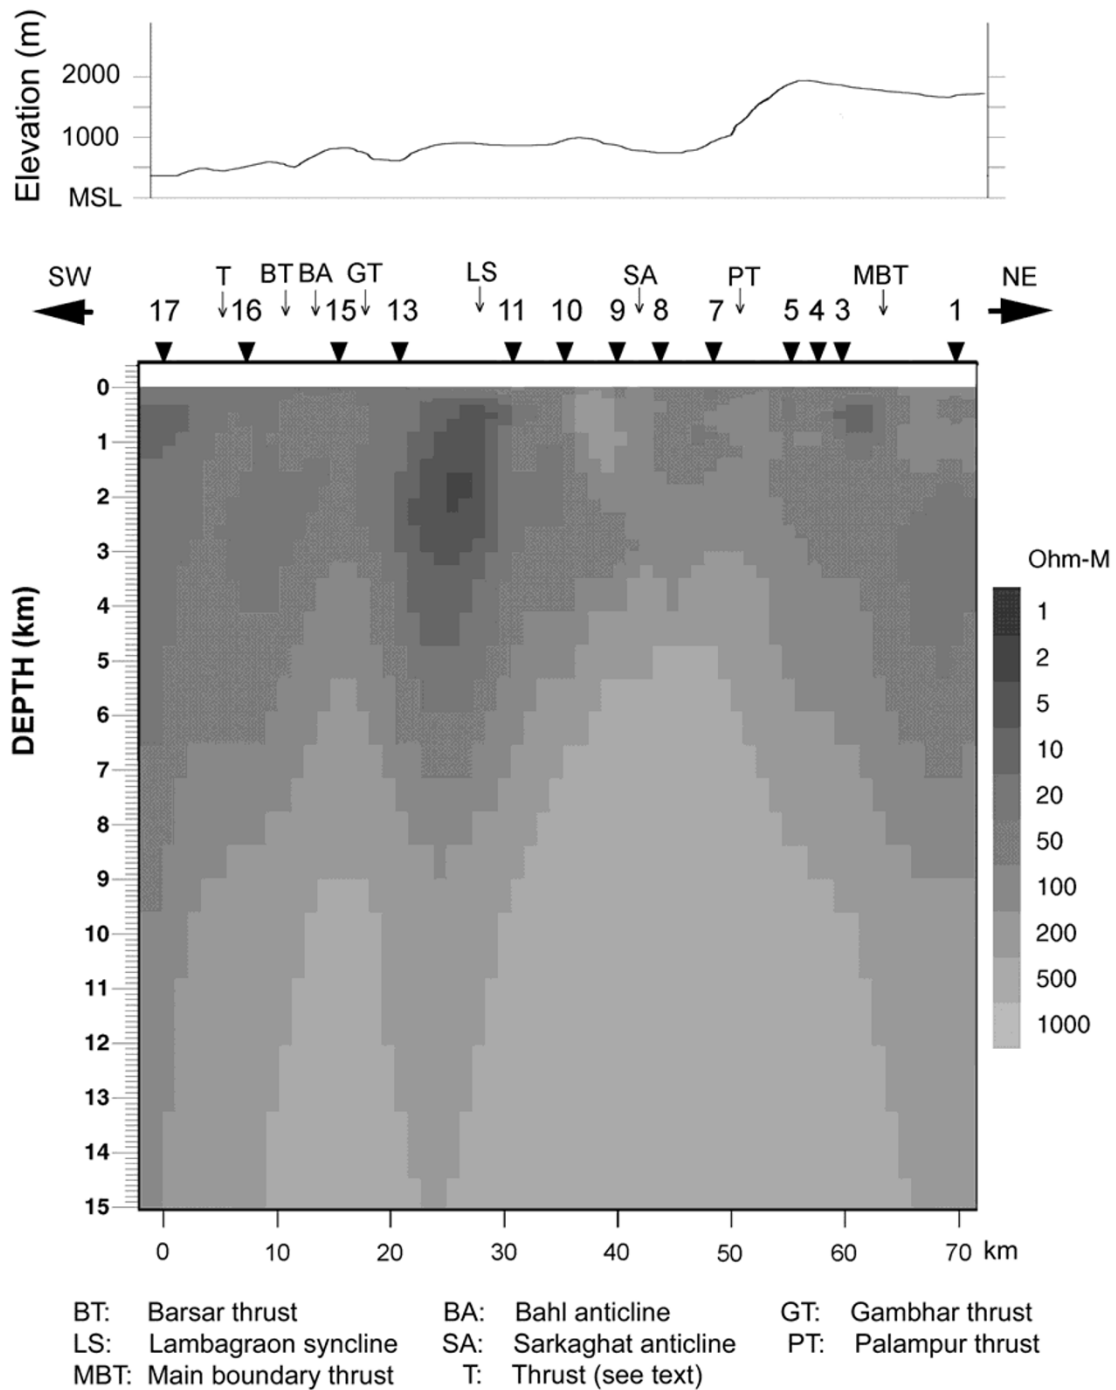 Elevation (m)
2000
1000
MSL
SW T BT BA GT LS SA PT MBT NE
17 16 15 13 11 10 9 8 7 5 4 3 1
DEPTH (km)
0
1
2
3
4
5
6
7
8
9
10
11
12
13
14
15
Ohm-M
1
2
5
10
20
50
100
200
500
1000
0 10 20 30 40 50 60 70 km
BT: Barsar thrust BA: Bahl anticline GT: Gambhar thrust
LS: Lambagraon syncline SA: Sarkaghat anticline PT: Palampur thrust
MBT: Main boundary thrust T: Thrust (see text)